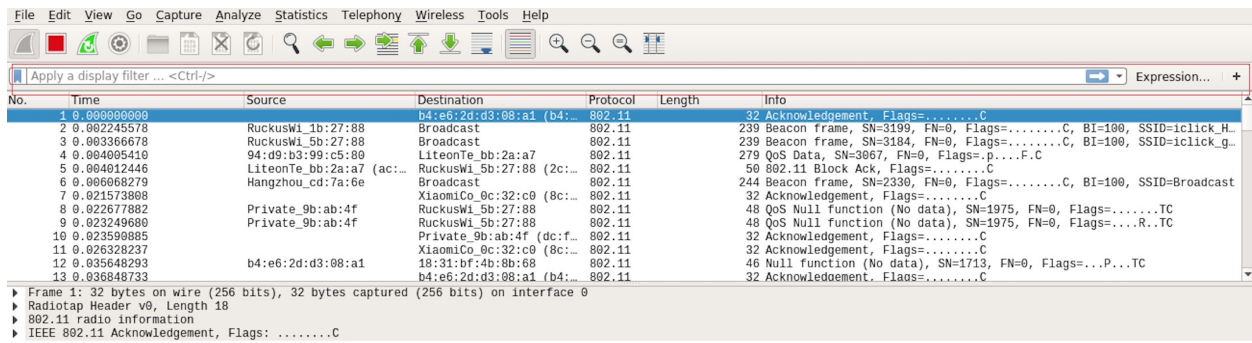 File Edit View Go Capture Analyze Statistics Telephony Wireless Tools Help
Apply a display filter ... <Ctrl-/> Expression... +
No. Time Source Destination Protocol Length Info
1 0.000000000 b4:e6:2d:d3:08:a1 (b4:… 802.11 32 Acknowledgement, Flags=........C
2 0.002245578 RuckusWi_1b:27:88 Broadcast 802.11 239 Beacon frame, SN=3199, FN=0, Flags=........C, BI=100, SSID=iclick_H…
3 0.003366678 RuckusWi_5b:27:88 Broadcast 802.11 239 Beacon frame, SN=3184, FN=0, Flags=........C, BI=100, SSID=iclick_g…
4 0.004005410 94:d9:b3:99:c5:80 LiteonTe_bb:2a:a7 802.11 279 QoS Data, SN=3067, FN=0, Flags=.p....F.C
5 0.004012446 LiteonTe_bb:2a:a7 (ac:… RuckusWi_5b:27:88 (2c:… 802.11 50 802.11 Block Ack, Flags=........C
6 0.006068279 Hangzhou_cd:7a:6e Broadcast 802.11 244 Beacon frame, SN=2330, FN=0, Flags=........C, BI=100, SSID=Broadcast
7 0.021573808 XiaomiCo_0c:32:c0 (8c:… 802.11 32 Acknowledgement, Flags=........C
8 0.022677882 Private_9b:ab:4f RuckusWi_5b:27:88 802.11 48 QoS Null function (No data), SN=1975, FN=0, Flags=.......TC
9 0.023249680 Private_9b:ab:4f RuckusWi_5b:27:88 802.11 48 QoS Null function (No data), SN=1975, FN=0, Flags=....R..TC
10 0.023590885 Private_9b:ab:4f (dc:f… 802.11 32 Acknowledgement, Flags=........C
11 0.026328237 XiaomiCo_0c:32:c0 (8c:… 802.11 32 Acknowledgement, Flags=........C
12 0.035648293 b4:e6:2d:d3:08:a1 18:31:bf:4b:8b:68 802.11 46 Null function (No data), SN=1713, FN=0, Flags=...P...TC
13 0.036848733 b4:e6:2d:d3:08:a1 (b4:… 802.11 32 Acknowledgement, Flags=........C
Frame 1: 32 bytes on wire (256 bits), 32 bytes captured (256 bits) on interface 0
Radiotap Header v0, Length 18
802.11 radio information
IEEE 802.11 Acknowledgement, Flags: ........C